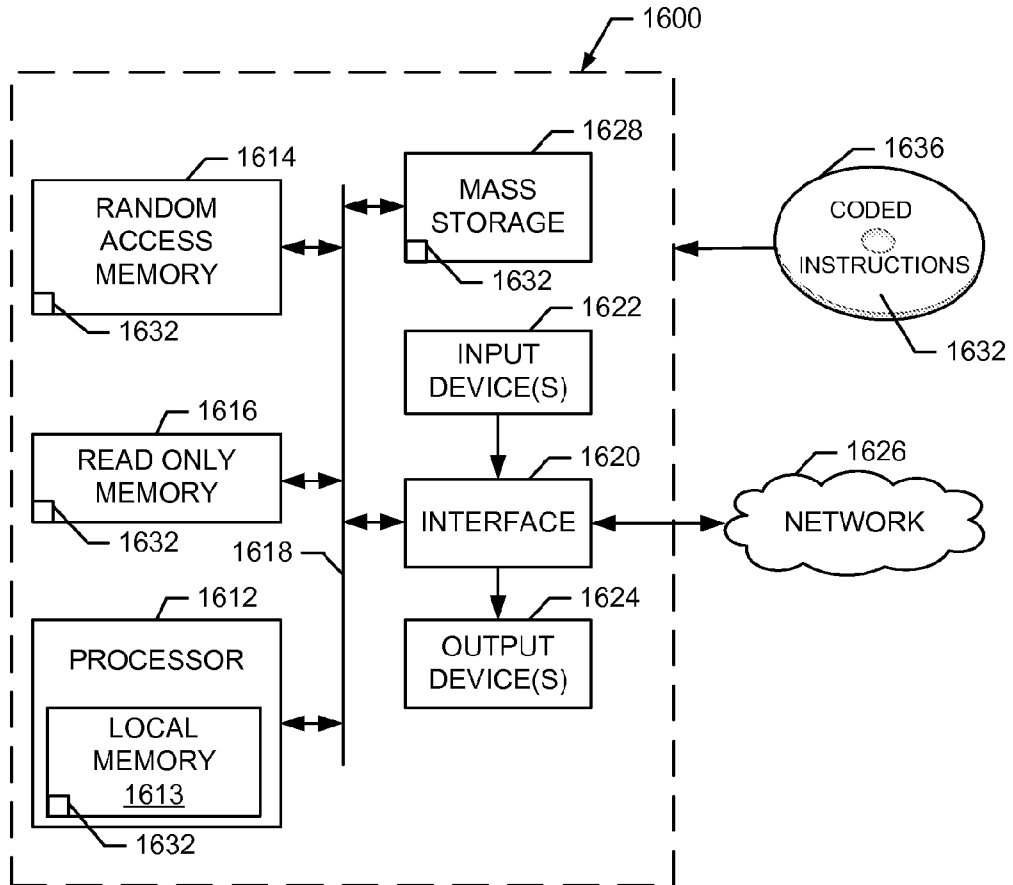 1600
1614
RANDOM
ACCESS
MEMORY
1632
1628
MASS
STORAGE
1632
1636
CODED
INSTRUCTIONS
1632
1622
INPUT
DEVICE(S)
1616
READ ONLY
MEMORY
1632
1620
INTERFACE
1626
NETWORK
1618
1612
PROCESSOR
LOCAL
MEMORY
1613
1632
1624
OUTPUT
DEVICE(S)